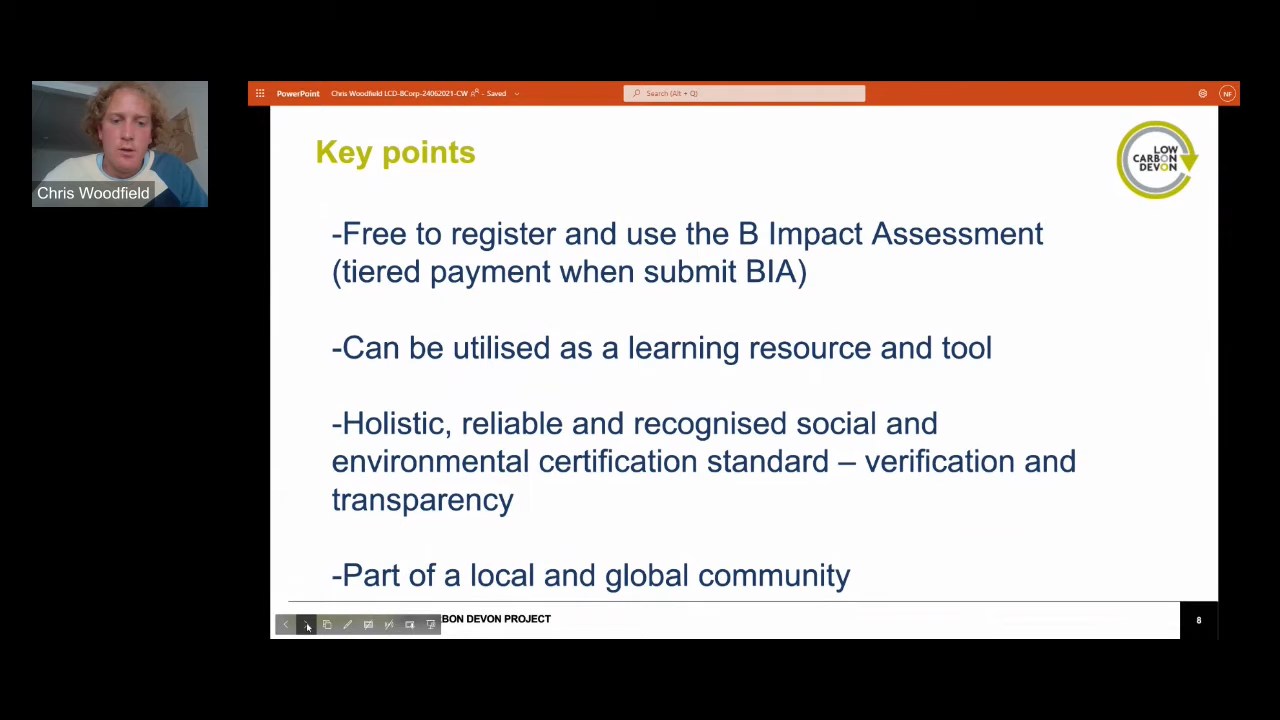 PowerPoint
Chris Woodfield LCD-BCorp-24062021-CW
- Saved
Search (Alt + Q)
NF
Key points
LOW
CARBON
DEVON
Chris Woodfield
-Free to register and use the B Impact Assessment
(tiered payment when submit BIA)
-Can be utilised as a learning resource and tool
-Holistic, reliable and recognised social and
environmental certification standard – verification and
transparency
-Part of a local and global community
BON DEVON PROJECT
8